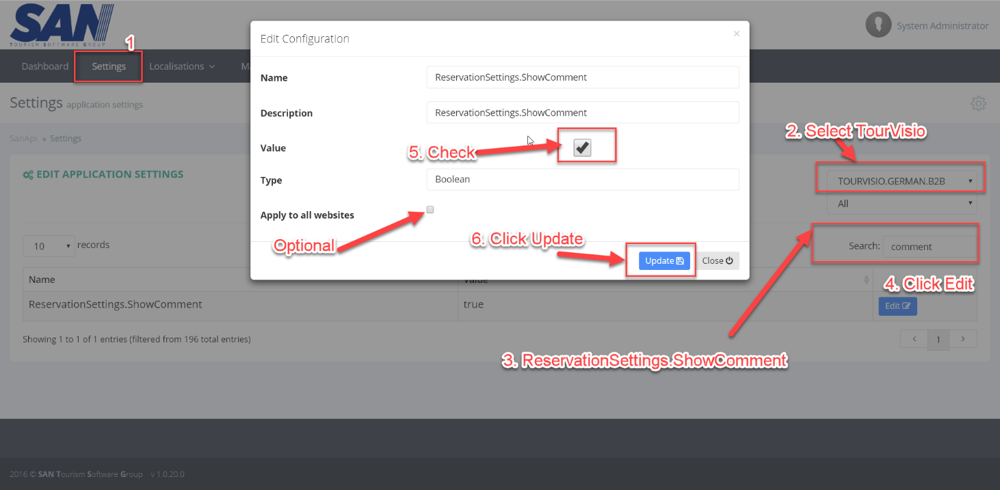 SAN
TOURISM SOFTWARE GROUP
System Administrator
1
Dashboard Settings Localisations
Settings application settings
SanApi Settings
EDIT APPLICATION SETTINGS
2. Select TourVisio
TOURVISIO.GERMAN.B2B
All
10 records
Search: comment
3. ReservationSettings.ShowComment
4. Click Edit
Name Value
ReservationSettings.ShowComment true Edit
Showing 1 to 1 of 1 entries (filtered from 196 total entries)
1
Edit Configuration
×
Name ReservationSettings.ShowComment
Description ReservationSettings.ShowComment
Value
5. Check
Type Boolean
Apply to all websites
Optional
6. Click Update
Update Close
2016 © SAN Tourism Software Group v 1.0.20.0